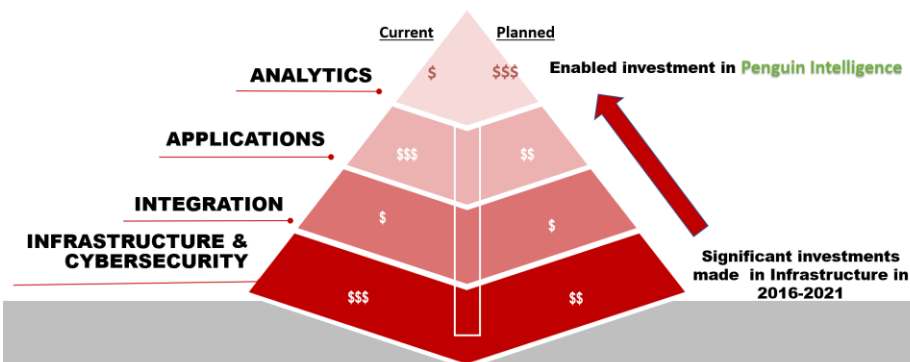 Current Planned
ANALYTICS
$ $$$
Enabled investment in Penguin Intelligence
APPLICATIONS
$$$ $$
INTEGRATION
$ $
INFRASTRUCTURE &
CYBERSECURITY
$$$ $$
Significant investments
made in Infrastructure in
2016-2021